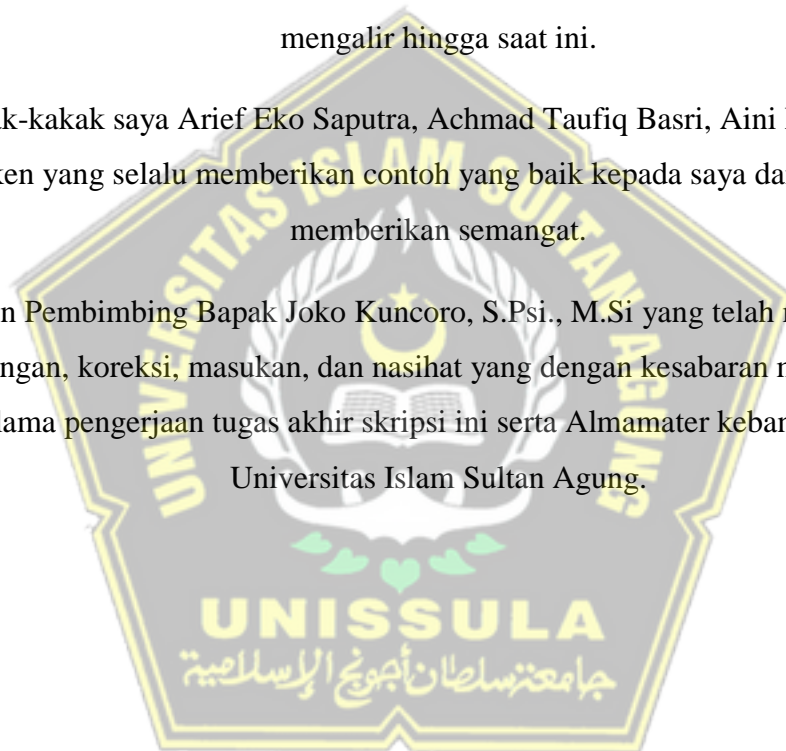 mengalir hingga saat ini.
ak-kakak saya Arief Eko Saputra, Achmad Taufiq Basri, Aini
ken yang selalu memberikan contoh yang baik kepada saya dan
memberikan semangat.
n Pembimbing Bapak Joko Kuncoro, S.Psi., M.Si yang telah
ngan, koreksi, masukan, dan nasihat yang dengan kesabaran
lama pengerjaan tugas akhir skripsi ini serta Almamater keban
Universitas Islam Sultan Agung.
UNIVERSITAS ISLAM SULTAN AGUNG
UNISSULA
جامعتسلطان أجونج الإسلامية